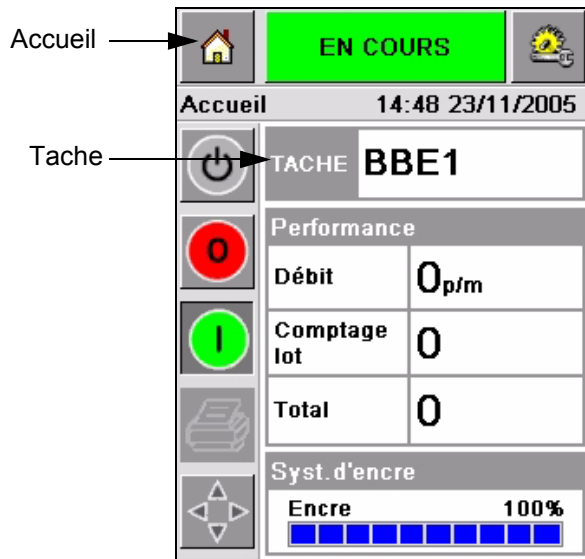 Accueil
EN COURS
Accueil 14:48 23/11/2005
Tache
TACHE BBE1
Performance
O
Débit 0p/m
I
Comptage lot 0
Total 0
Syst.d'encre
Encre 100%